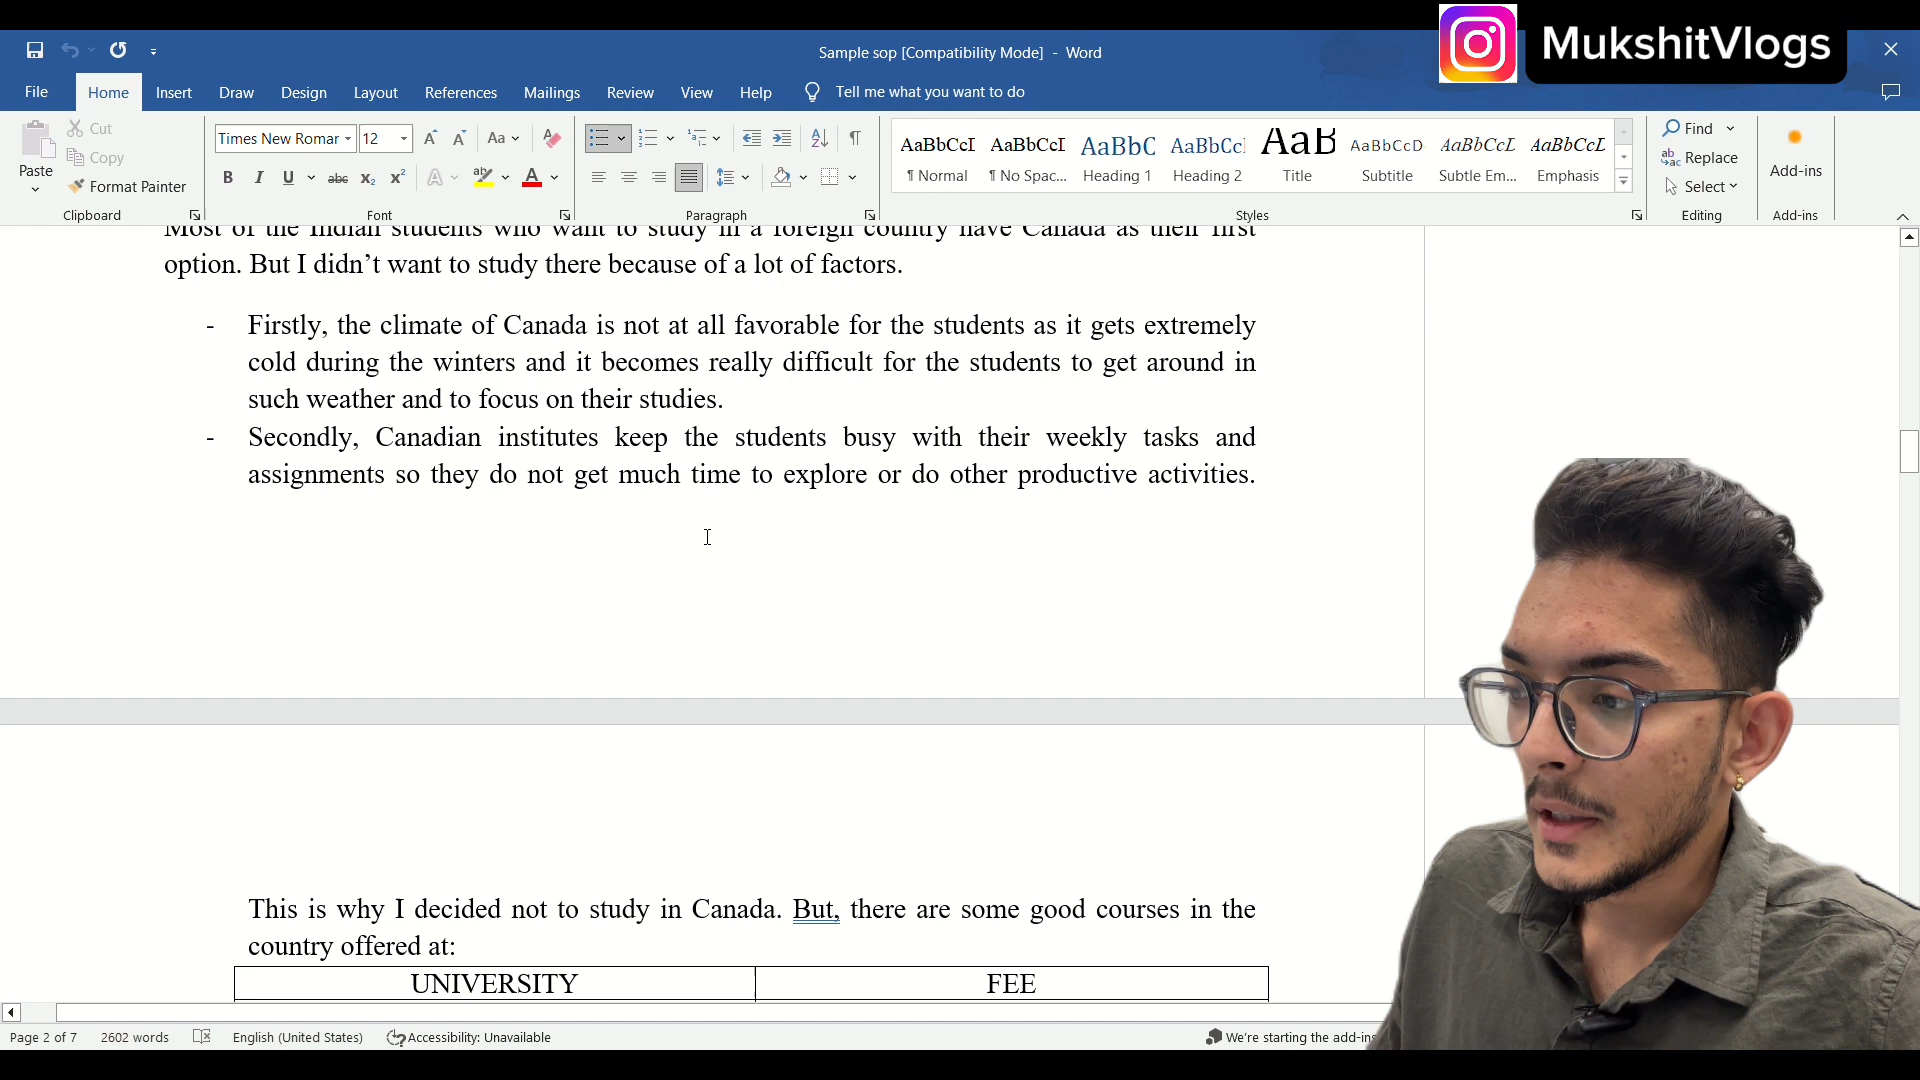 MukshitVlogs
Sample sop [Compatibility Mode] - Word
File Home Insert Draw Design Layout References Mailings Review View Help Tell me what you want to do
Paste
Cut
Copy
Format Painter
Clipboard
Times New Romar 12
Aa
B I U abc x₂ x² A ab A
Font
Paragraph
AaBbCcI AaBbCcI AaBbC AaBbCc AaB AaBbCcD AaBbCcL AaBbCcL
¶ Normal ¶ No Spac... Heading 1 Heading 2 Title Subtitle Subtle Em... Emphasis
Styles
Find
Replace
Select
Editing
Add-ins
Add-ins
Most of the Indian students who want to study in a foreign country have Canada as their first
option. But I didn’t want to study there because of a lot of factors.
- Firstly, the climate of Canada is not at all favorable for the students as it gets extremely
cold during the winters and it becomes really difficult for the students to get around in
such weather and to focus on their studies.
- Secondly, Canadian institutes keep the students busy with their weekly tasks and
assignments so they do not get much time to explore or do other productive activities.
This is why I decided not to study in Canada. But, there are some good courses in the
country offered at:
UNIVERSITY FEE
Page 2 of 7 2602 words English (United States) Accessibility: Unavailable We're starting the add-ins